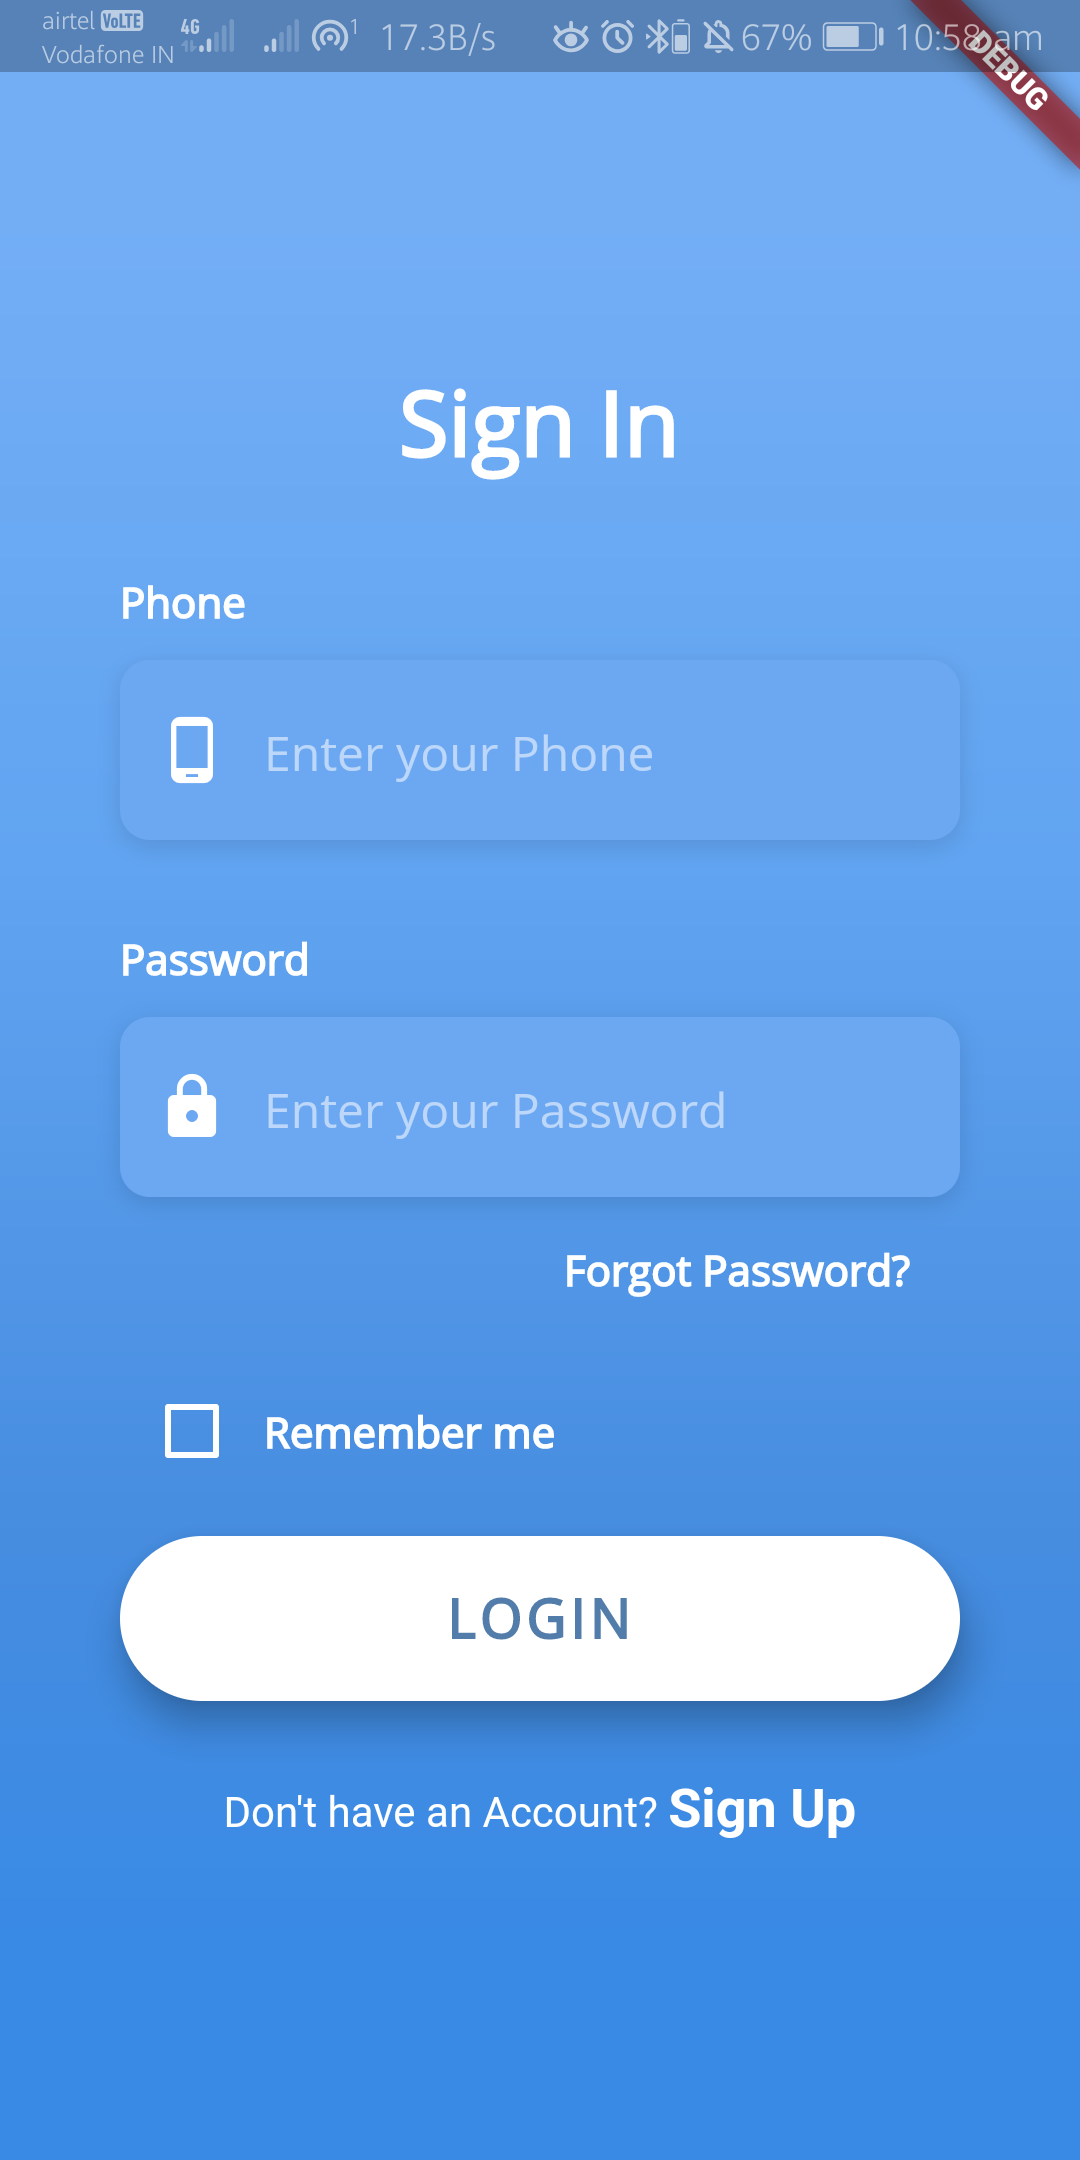 airtel VoLTE 4G 1 17.3B/s 67% 10:58 am
Vodafone IN
DEBUG
Sign In
Phone
Enter your Phone
Password
Enter your Password
Forgot Password?
Remember me
LOGIN
Don't have an Account? Sign Up